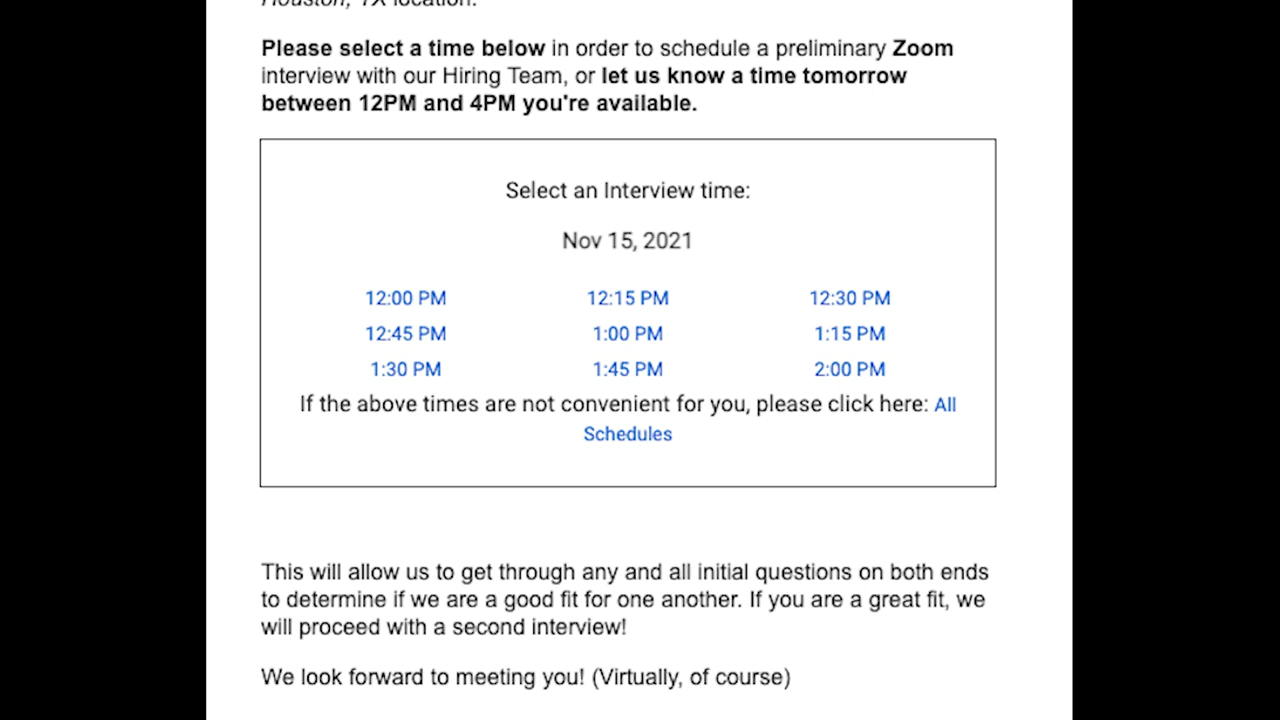 Houston, TX location.
Please select a time below in order to schedule a preliminary Zoom
interview with our Hiring Team, or let us know a time tomorrow
between 12PM and 4PM you're available.
Select an Interview time:
Nov 15, 2021
12:00 PM 12:15 PM 12:30 PM
12:45 PM 1:00 PM 1:15 PM
1:30 PM 1:45 PM 2:00 PM
If the above times are not convenient for you, please click here: All
Schedules
This will allow us to get through any and all initial questions on both ends
to determine if we are a good fit for one another. If you are a great fit, we
will proceed with a second interview!
We look forward to meeting you! (Virtually, of course)